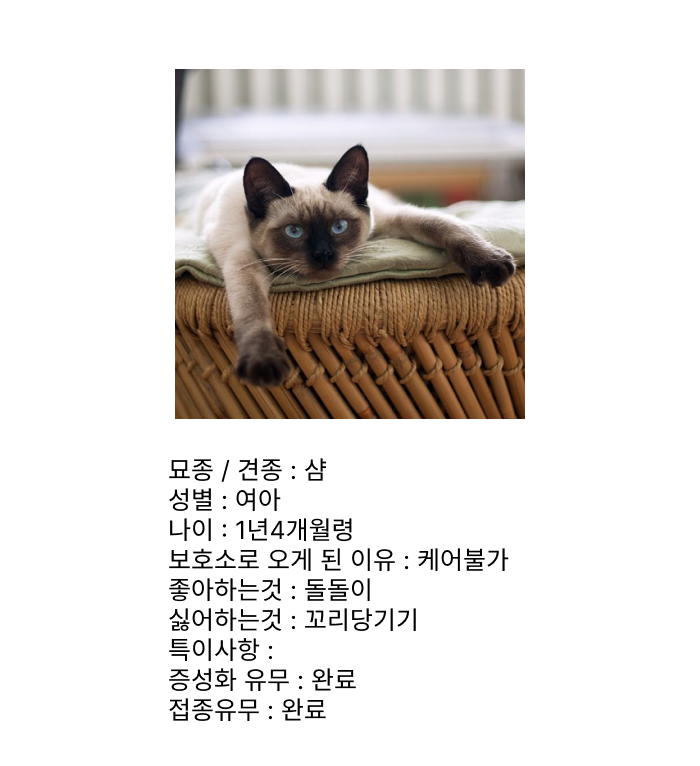 묘종 / 견종 : 샴
성별 : 여아
나이 : 1년4개월령
보호소로 오게 된 이유 : 케어불가
좋아하는것 : 돌돌이
싫어하는것 : 꼬리당기기
특이사항 :
증성화 유무 : 완료
접종유무 : 완료